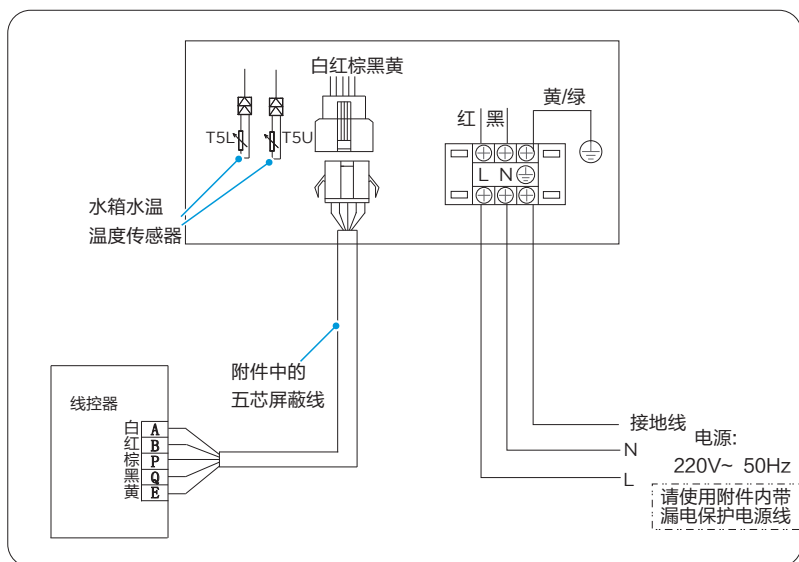 白红棕黑黄
黄/绿
红 黑
T5L
T5U
L N
水箱水温
温度传感器
附件中的
五芯屏蔽线
线控器
白 A
红 B
棕 P
黑 Q
黄 E
接地线
N
L
电源:
220V~ 50Hz
请使用附件内带
漏电保护电源线